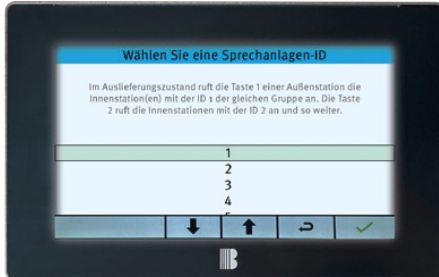 Wählen Sie eine Sprechanlagen-ID
Im Auslieferungszustand ruft die Taste 1 einer Außenstation die
Innenstation(en) mit der ID 1 der gleichen Gruppe an. Die Taste
2 ruft die Innenstationen mit der ID 2 an und so weiter.
1
2
3
4